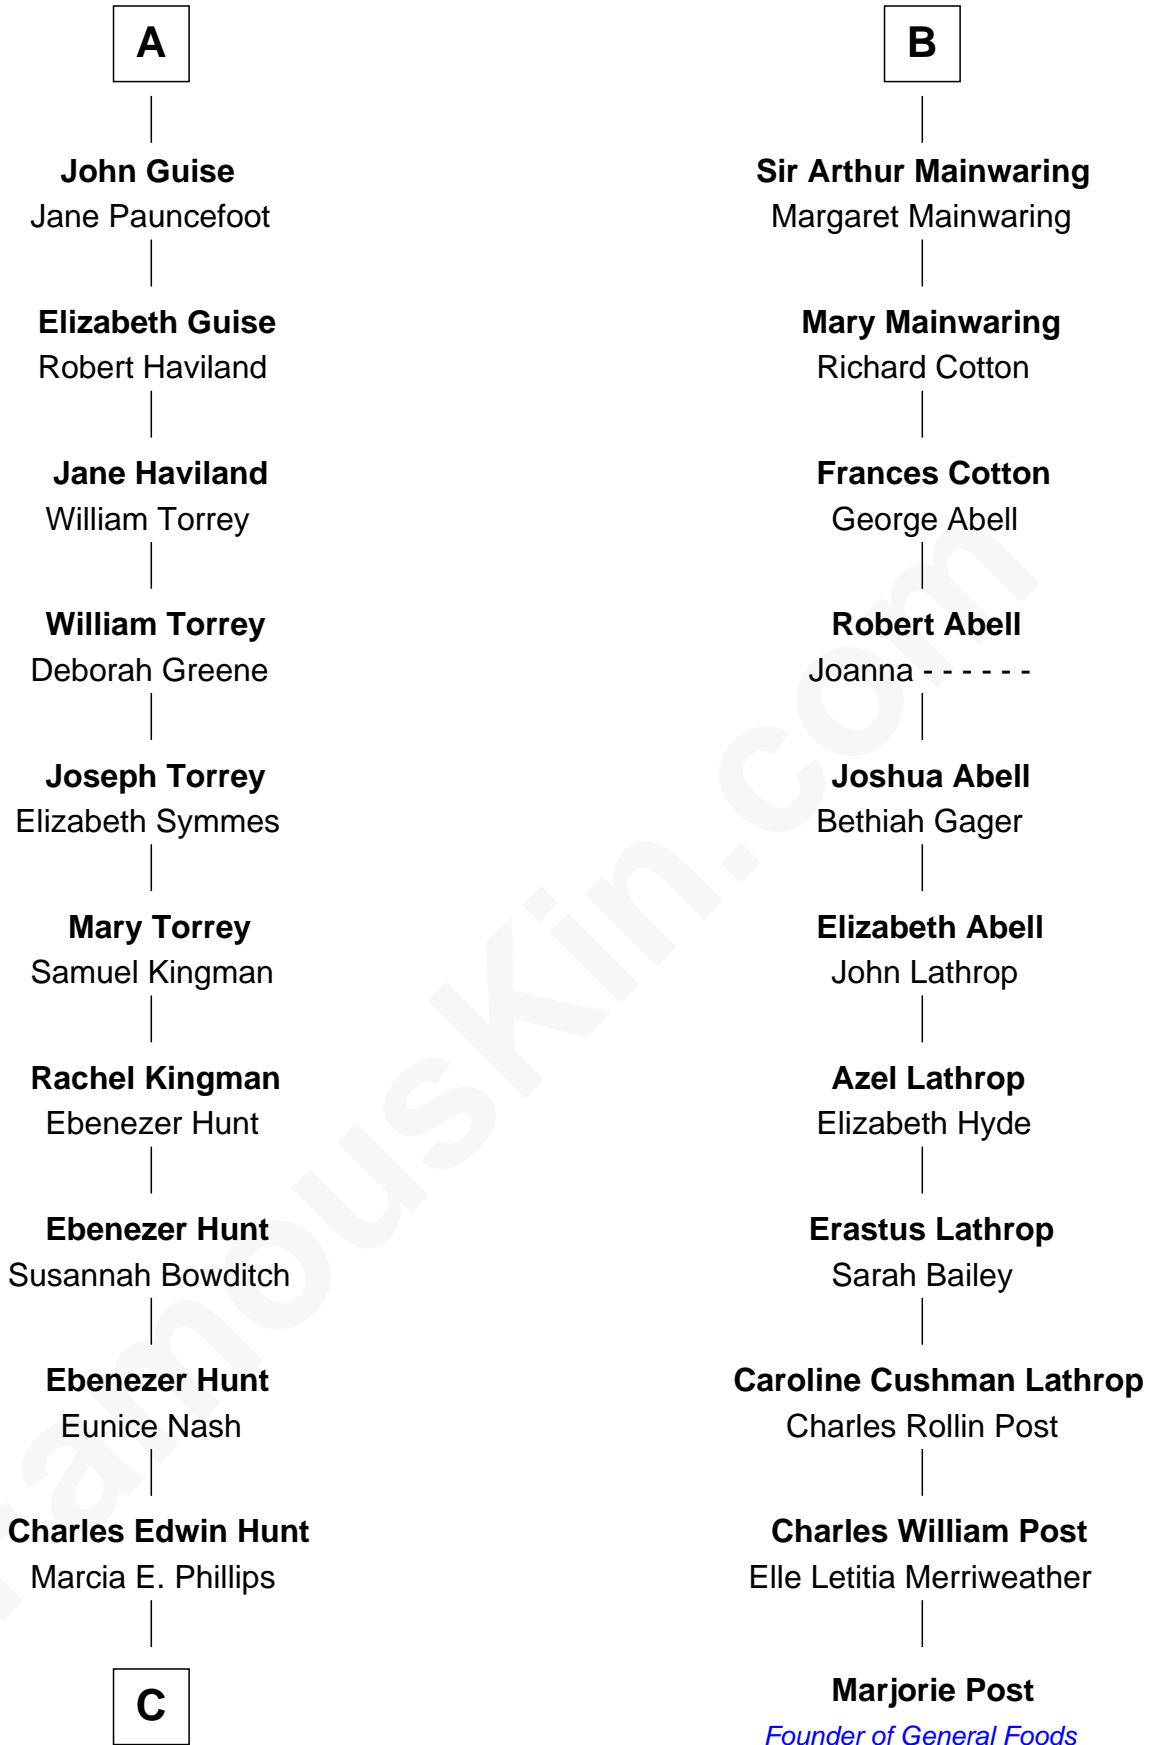 A
John Guise
Jane Pauncefoot
Elizabeth Guise
Robert Haviland
Jane Haviland
William Torrey
William Torrey
Deborah Greene
Joseph Torrey
Elizabeth Symmes
Mary Torrey
Samuel Kingman
Rachel Kingman
Ebenezer Hunt
Ebenezer Hunt
Susannah Bowditch
Ebenezer Hunt
Eunice Nash
Charles Edwin Hunt
Marcia E. Phillips
C
B
Sir Arthur Mainwaring
Margaret Mainwaring
Mary Mainwaring
Richard Cotton
Frances Cotton
George Abell
Robert Abell
Joanna - - - - - -
Joshua Abell
Bethiah Gager
Elizabeth Abell
John Lathrop
Azel Lathrop
Elizabeth Hyde
Erastus Lathrop
Sarah Bailey
Caroline Cushman Lathrop
Charles Rollin Post
Charles William Post
Elle Letitia Merriweather
Marjorie Post
Founder of General Foods
FamousKin.com